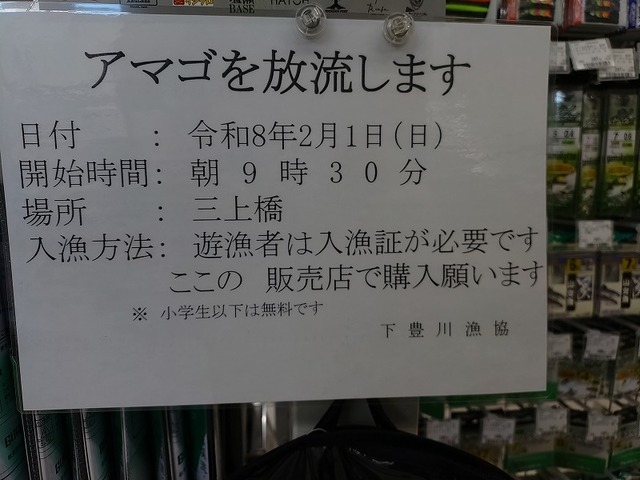 BASE
HATCH
アマゴを放流します
日付 : 令和8年2月1日(日)
開始時間: 朝 9 時 3 0 分
場所 : 三上橋
入漁方法: 遊漁者は入漁証が必要です
ここの 販売店で購入願います
※ 小学生以下は無料です
下 豊 川 漁 協